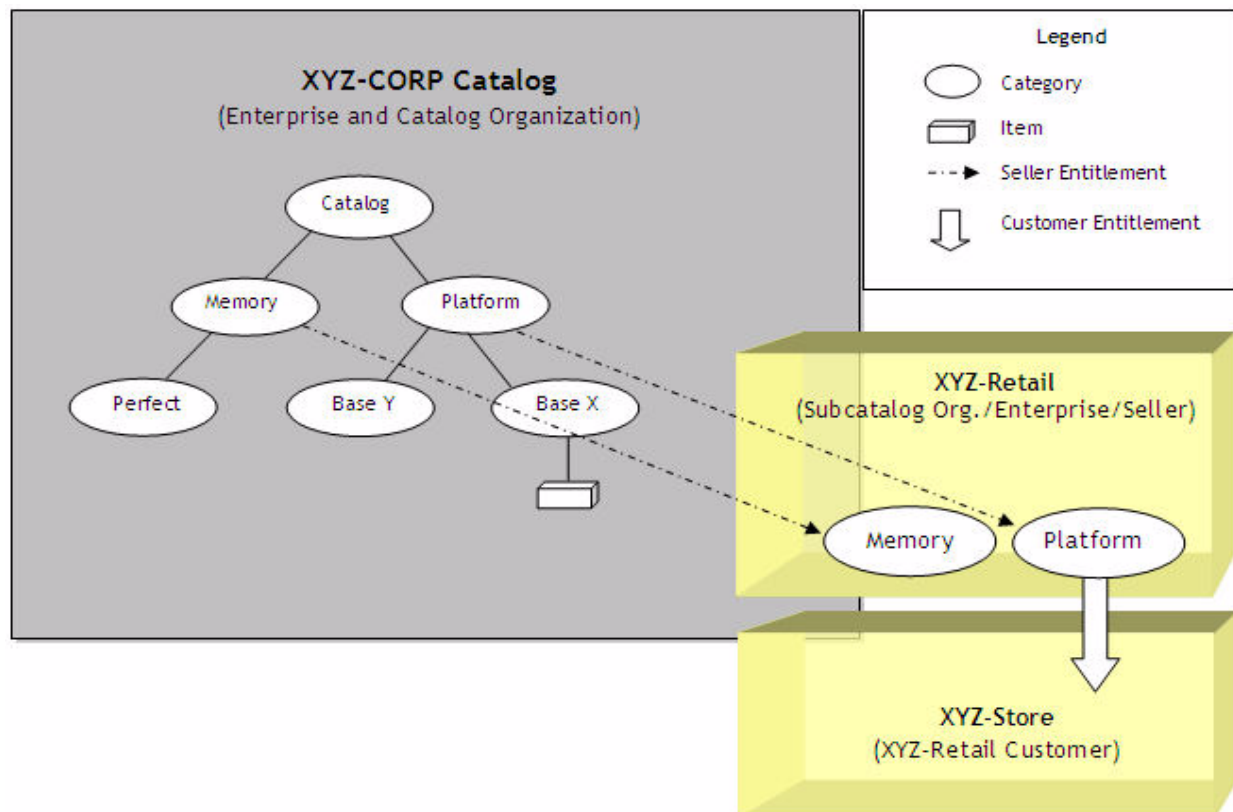 XYZ-CORP Catalog
(Enterprise and Catalog Organization)
Catalog
Memory
Platform
Perfect
Base Y
Base X
Legend
Category
Item
Seller Entitlement
Customer Entitlement
XYZ-Retail
(Subcatalog Org./Enterprise/Seller)
Memory
Platform
XYZ-Store
(XYZ-Retail Customer)